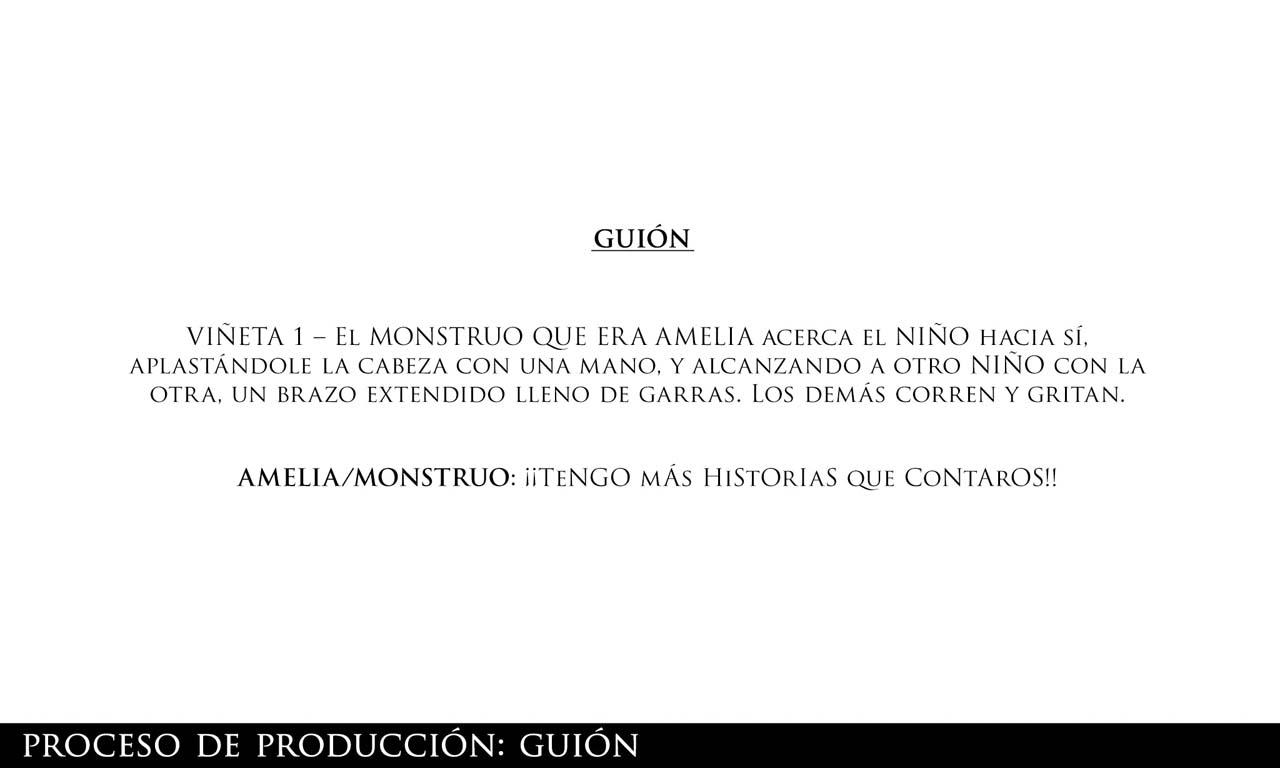 GUIÓN
VIÑETA 1 – El MONSTRUO QUE ERA AMELIA acerca el NIÑO hacia sí,
aplastándole la cabeza con una mano, y alcanzando a otro NIÑO con la
otra, un brazo extendido lleno de garras. Los demás corren y gritan.
AMELIA/MONSTRUO: ¡¡TeNGO más HiSTORIaS que CoNTaROS!!
PROCESO DE PRODUCCIÓN: GUIÓN